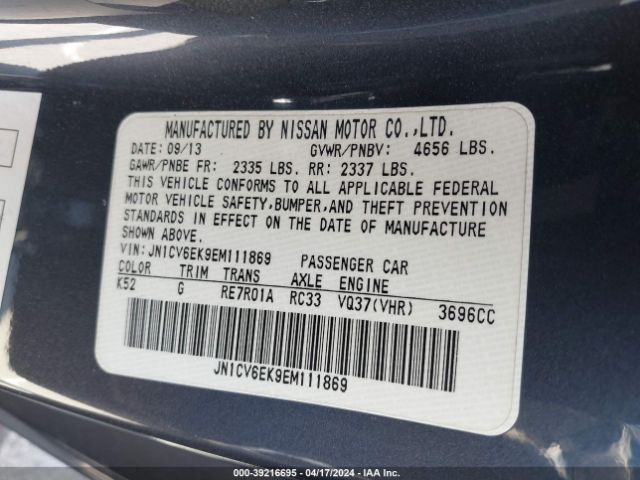 MANUFACTURED BY NISSAN MOTOR CO.,LTD.
DATE: 09/13 GVWR/PNBV: 4656 LBS.
GAWR/PNBE FR: 2335 LBS. RR: 2337 LBS.
THIS VEHICLE CONFORMS TO ALL APPLICABLE FEDERAL
MOTOR VEHICLE SAFETY,BUMPER,AND THEFT PREVENTION
STANDARDS IN EFFECT ON THE DATE OF MANUFACTURE
SHOWN ABOVE.
VIN:JN1CV6EK9EM111869 PASSENGER CAR
COLOR TRIM TRANS AXLE ENGINE
K52 G RE7R01A RC33 VQ37(VHR) 3696CC
JN1CV6EK9EM111869
000-39216695 - 04/17/2024 - IAA Inc.